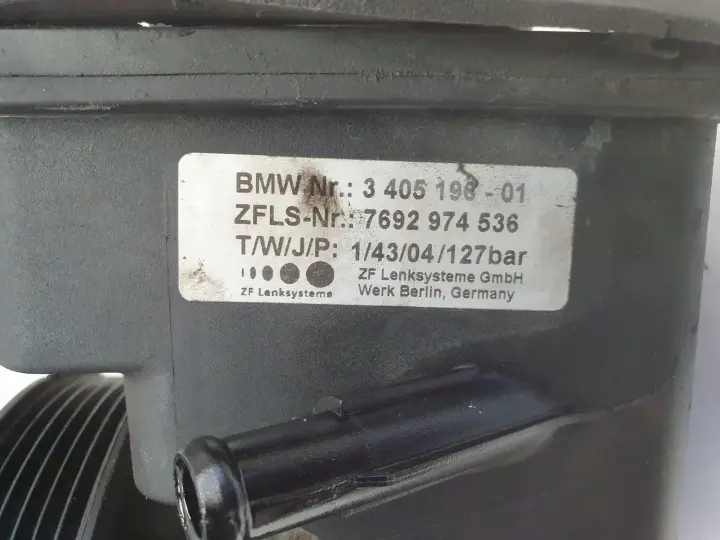 BMW Nr.: 3 405 196 - 01
ZFLS-Nr.: 7692 974 536
T/W/J/P: 1/43/04/127bar
ZF Lenksysteme GmbH
ZF Lenksysteme
Werk Berlin, Germany